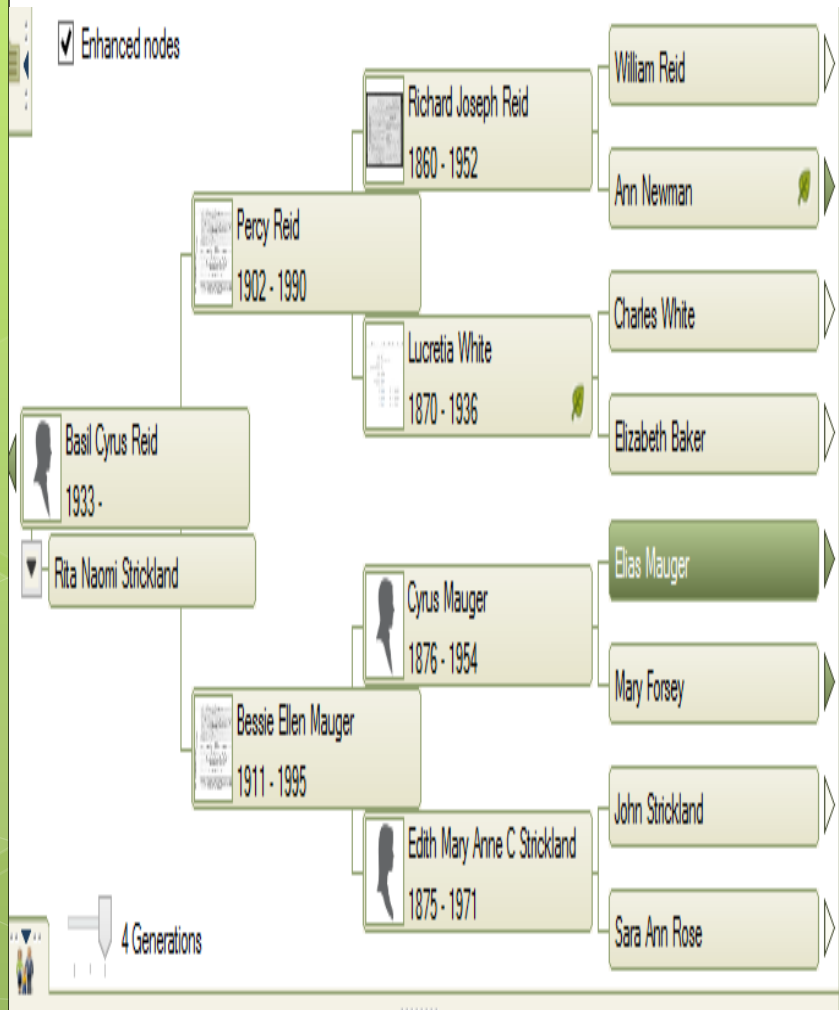 Enhanced nodes
William Reid
Richard Joseph Reid
1860 - 1952
Ann Newman
Percy Reid
1902 - 1990
Charles White
Lucretia White
1870 - 1936
Elizabeth Baker
Basil Cyrus Reid
1933 -
Rita Naomi Strickland
Elias Mauger
Cyrus Mauger
1876 - 1954
Mary Forsey
Bessie Ellen Mauger
1911 - 1995
John Strickland
Edith Mary Anne C Strickland
1875 - 1971
Sara Ann Rose
4 Generations